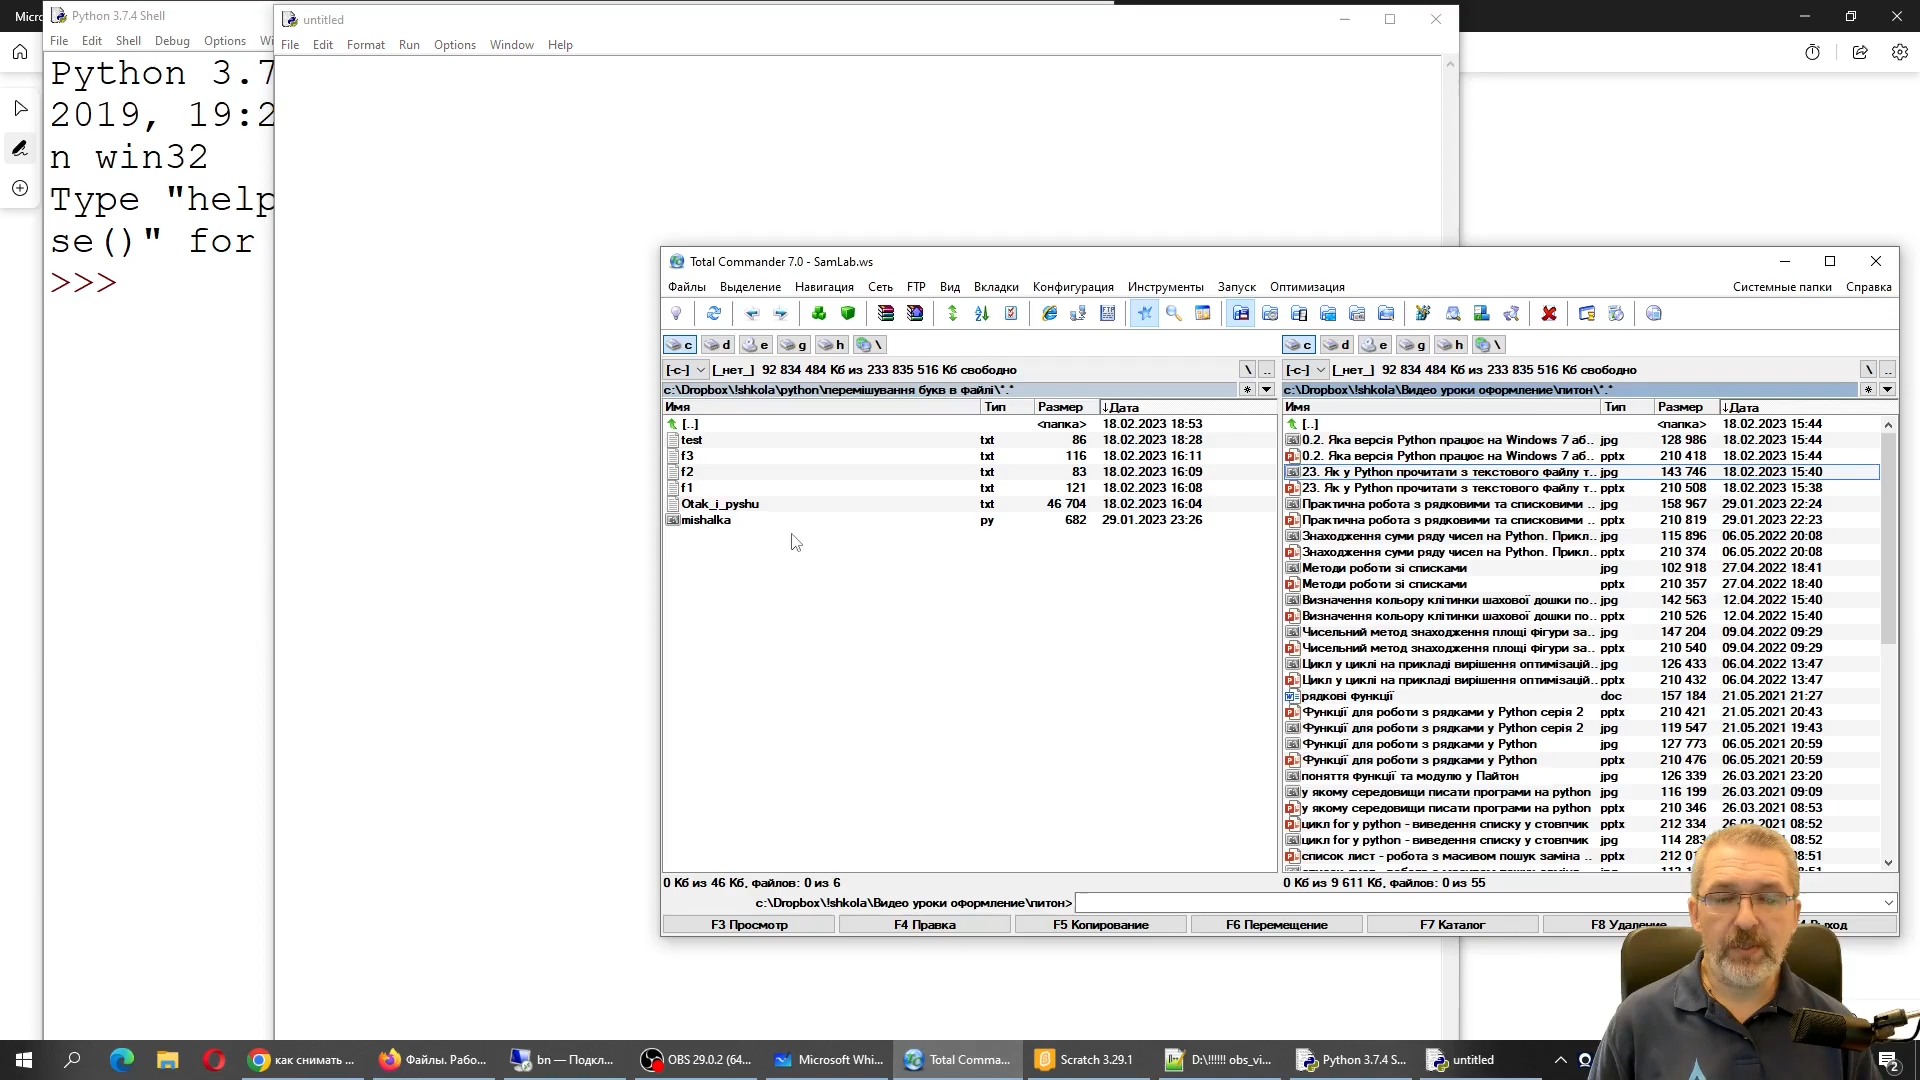 Micro
Python 3.7.4 Shell
File Edit Shell Debug Options Wi
Python 3.7
2019, 19:2
n win32
Type "help
se()" for
>>>
untitled
File Edit Format Run Options Window Help
Total Commander 7.0 - SamLab.ws
Файлы Выделение Навигация Сеть FTP Вид Вкладки Конфигурация Инструменты Запуск Оптимизация Системные папки Справка
c d e g h \
[-c-] [_нет_] 92 834 484 Кб из 233 835 516 Кб свободно \ ..
c:\Dropbox\!shkola\python\перемішування букв в файлі\*.* * 
Имя Тип Размер ↓Дата
[..] <папка> 18.02.2023 18:53
test txt 86 18.02.2023 18:28
f3 txt 116 18.02.2023 16:11
f2 txt 83 18.02.2023 16:09
f1 txt 121 18.02.2023 16:08
Otak_i_pyshu txt 46 704 18.02.2023 16:04
mishalka py 682 29.01.2023 23:26
0 Кб из 46 Кб, файлов: 0 из 6
c d e g h \
[-c-] [_нет_] 92 834 484 Кб из 233 835 516 Кб свободно \ ..
c:\Dropbox\!shkola\Видео уроки оформление\питон\*.* *
Имя Тип Размер ↓Дата
[..] <папка> 18.02.2023 15:44
0.2. Яка версія Python працює на Windows 7 аб.. jpg 128 986 18.02.2023 15:44
0.2. Яка версія Python працює на Windows 7 аб.. pptx 210 418 18.02.2023 15:44
23. Як у Python прочитати з текстового файлу т.. jpg 143 746 18.02.2023 15:40
23. Як у Python прочитати з текстового файлу т.. pptx 210 508 18.02.2023 15:38
Практична робота з рядковими та списковими .. jpg 158 967 29.01.2023 22:24
Практична робота з рядковими та списковими .. pptx 210 819 29.01.2023 22:23
Знаходження суми ряду чисел на Python. Прикл.. jpg 115 896 06.05.2022 20:08
Знаходження суми ряду чисел на Python. Прикл.. pptx 210 374 06.05.2022 20:08
Методи роботи зі списками jpg 102 918 27.04.2022 18:41
Методи роботи зі списками pptx 210 357 27.04.2022 18:40
Визначення кольору клітинки шахової дошки по.. jpg 142 563 12.04.2022 15:40
Визначення кольору клітинки шахової дошки по.. pptx 210 526 12.04.2022 15:40
Чисельний метод знаходження площі фігури за.. jpg 147 204 09.04.2022 09:29
Чисельний метод знаходження площі фігури за.. pptx 210 540 09.04.2022 09:29
Цикл у циклі на прикладі вирішення оптимізацій.. jpg 126 433 06.04.2022 13:47
Цикл у циклі на прикладі вирішення оптимізацій.. pptx 210 432 06.04.2022 13:47
рядкові функції doc 157 184 21.05.2021 21:27
Функції для роботи з рядками у Python серія 2 pptx 210 421 21.05.2021 20:43
Функції для роботи з рядками у Python серія 2 jpg 119 547 21.05.2021 19:43
Функції для роботи з рядками у Python jpg 127 773 06.05.2021 20:59
Функції для роботи з рядками у Python pptx 210 476 06.05.2021 20:59
поняття функції та модулю у Пайтон jpg 126 339 26.03.2021 23:20
у якому середовищи писати програми на python jpg 116 199 26.03.2021 09:09
у якому середовищи писати програми на python pptx 210 346 26.03.2021 08:53
цикл for у python - виведення списку у стовпчик pptx 212 334 26.03.2021 08:52
цикл for у python - виведення списку у стовпчик jpg 114 283 08:52
список лист - робота з масивом пошук заміна .. pptx 08:51
0 Кб из 9 611 Кб, файлов: 0 из 55
c:\Dropbox\!shkola\Видео уроки оформление\питон>
F3 Просмотр F4 Правка F5 Копирование F6 Перемещение F7 Каталог F8 Удаление
как снимать ... Файлы. Рабо... bn — Подкл... OBS 29.0.2 (64... Microsoft Whi... Total Comma... Scratch 3.29.1 D:\!!!!!! obs_vi... Python 3.7.4 S... untitled 2